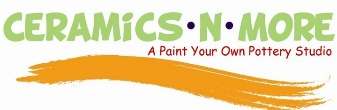 CERAMiCS•N•MORE
A Paint Your Own Pottery Studio